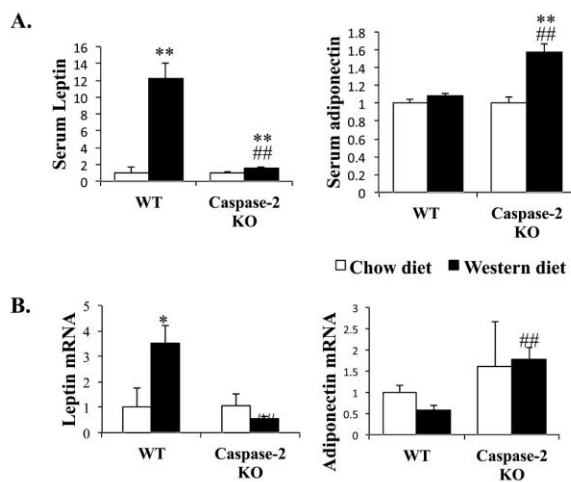 A.
Serum Leptin
16
14
12
10
8
6
4
2
0
**
**
##
WT
Caspase-2
KO
Serum adiponectin
1.8
1.6
1.4
1.2
1
0.8
0.6
0.4
0.2
0
**
##
WT
Caspase-2
KO
Chow diet
Western diet
B.
Leptin mRNA
5
4
3
2
1
0
*
##
WT
Caspase-2
KO
Adiponectin mRNA
3
2.5
2
1.5
1
0.5
0
##
WT
Caspase-2
KO